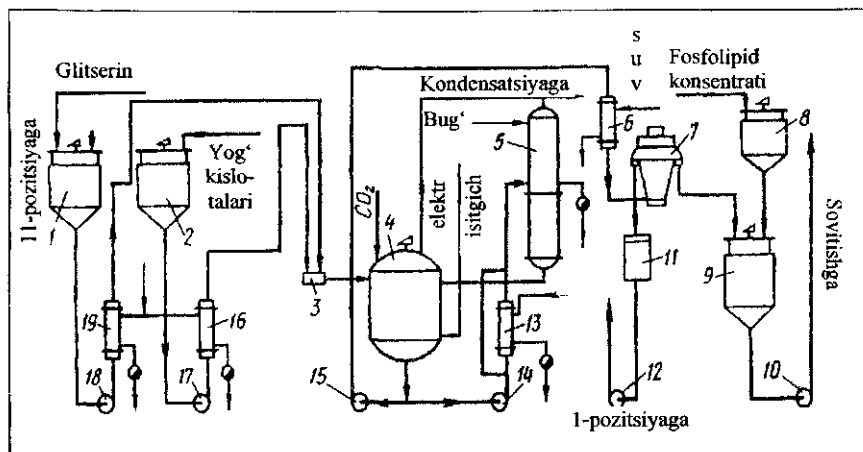 Glitserin
11-pozitsiyaga
Yog‘
kislo-
talari
Kondensatsiyaga
Bug‘
CO₂
elektr
isitgich
s
u
v
Fosfolipid
konsentrati
Sovitishga
1-pozitsiyaga
1
2
3
4
5
6
7
8
9
10
11
12
13
14
15
16
17
18
19